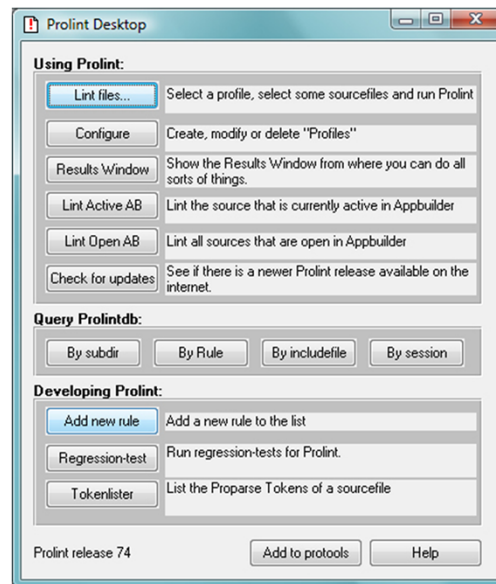 Prolint Desktop
Using Prolint:
Lint files... Select a profile, select some sourcefiles and run Prolint
Configure Create, modify or delete "Profiles"
Results Window Show the Results Window from where you can do all
sorts of things.
Lint Active AB Lint the source that is currently active in Appbuilder
Lint Open AB Lint all sources that are open in Appbuilder
Check for updates See if there is a newer Prolint release available on the
internet.
Query Prolintdb:
By subdir By Rule By includefile By session
Developing Prolint:
Add new rule Add a new rule to the list
Regression-test Run regression-tests for Prolint.
Tokenlister List the Proparse Tokens of a sourcefile
Prolint release 74 Add to protools Help